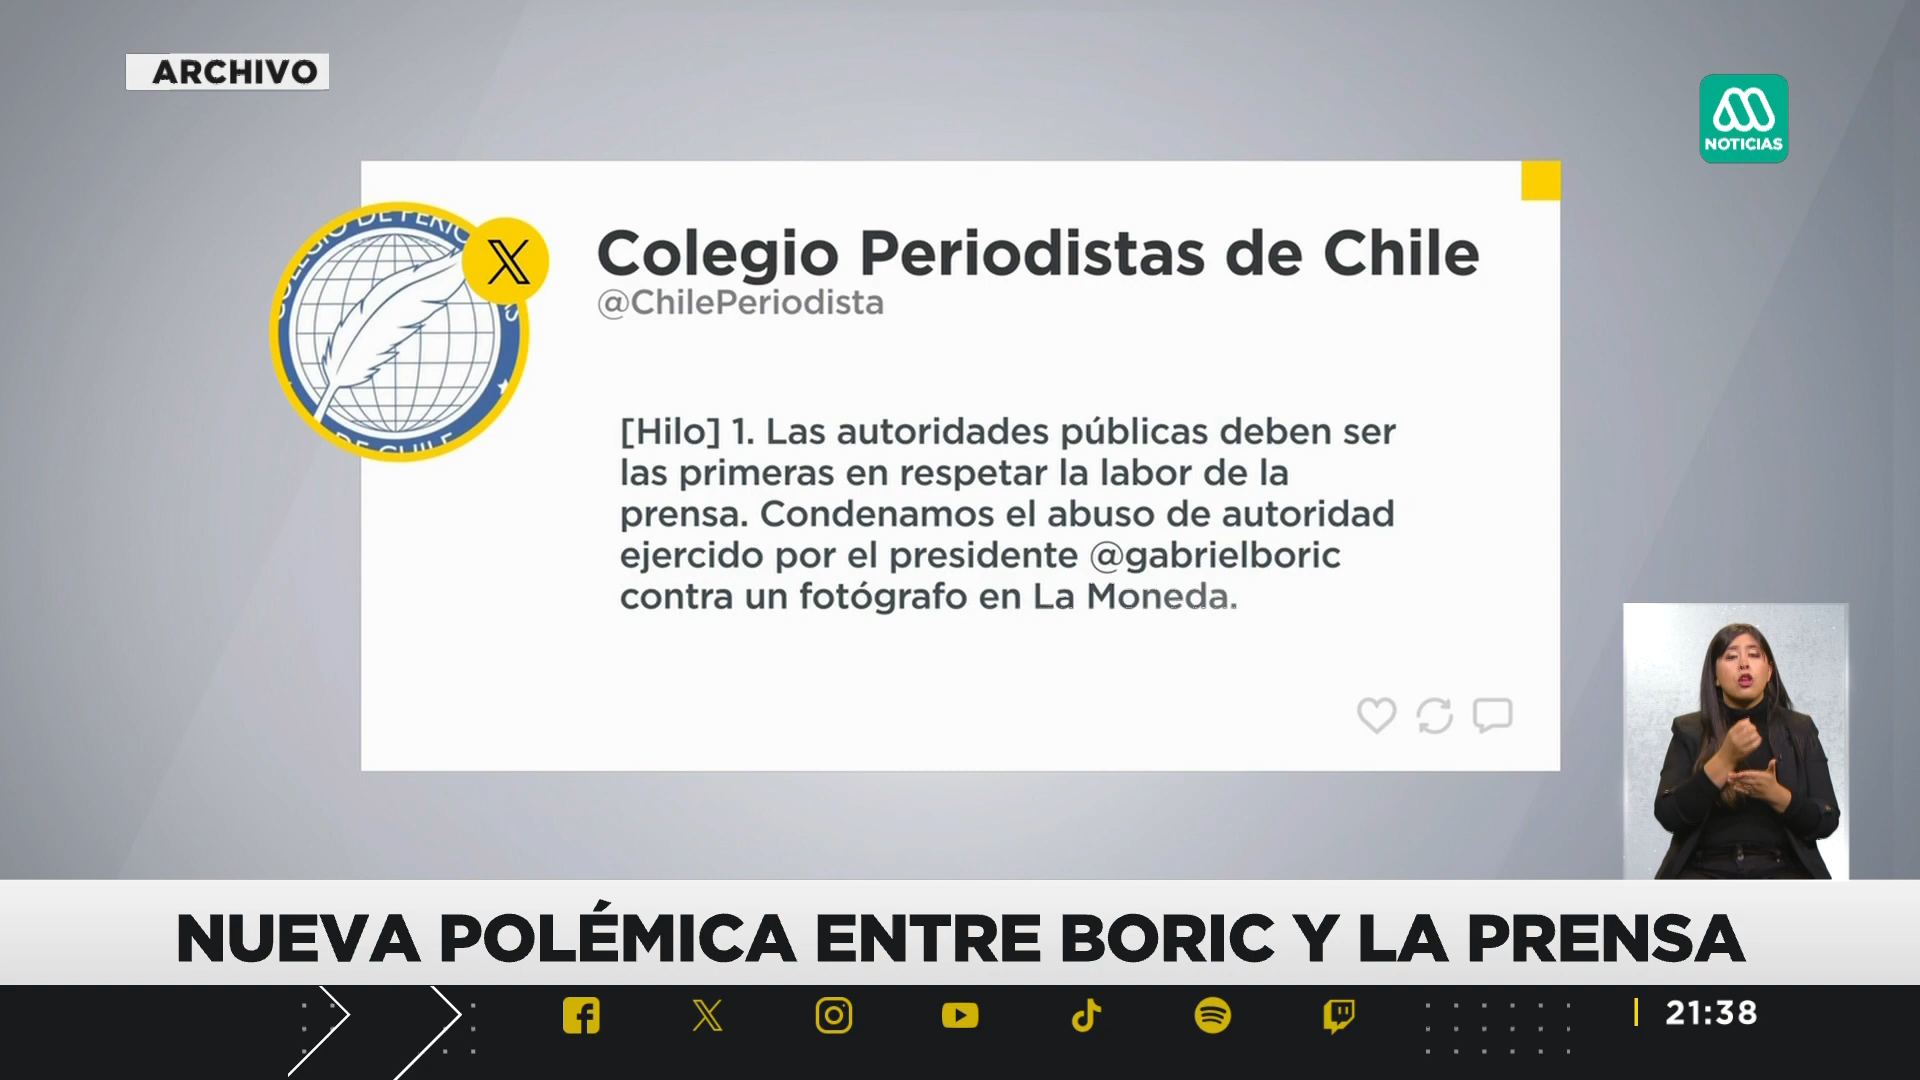 ARCHIVO
NOTICIAS
Colegio Periodistas de Chile
@ChilePeriodista
[Hilo] 1. Las autoridades públicas deben ser
las primeras en respetar la labor de la
prensa. Condenamos el abuso de autoridad
ejercido por el presidente @gabrielboric
contra un fotógrafo en La Moneda.
NUEVA POLÉMICA ENTRE BORIC Y LA PRENSA
21:38